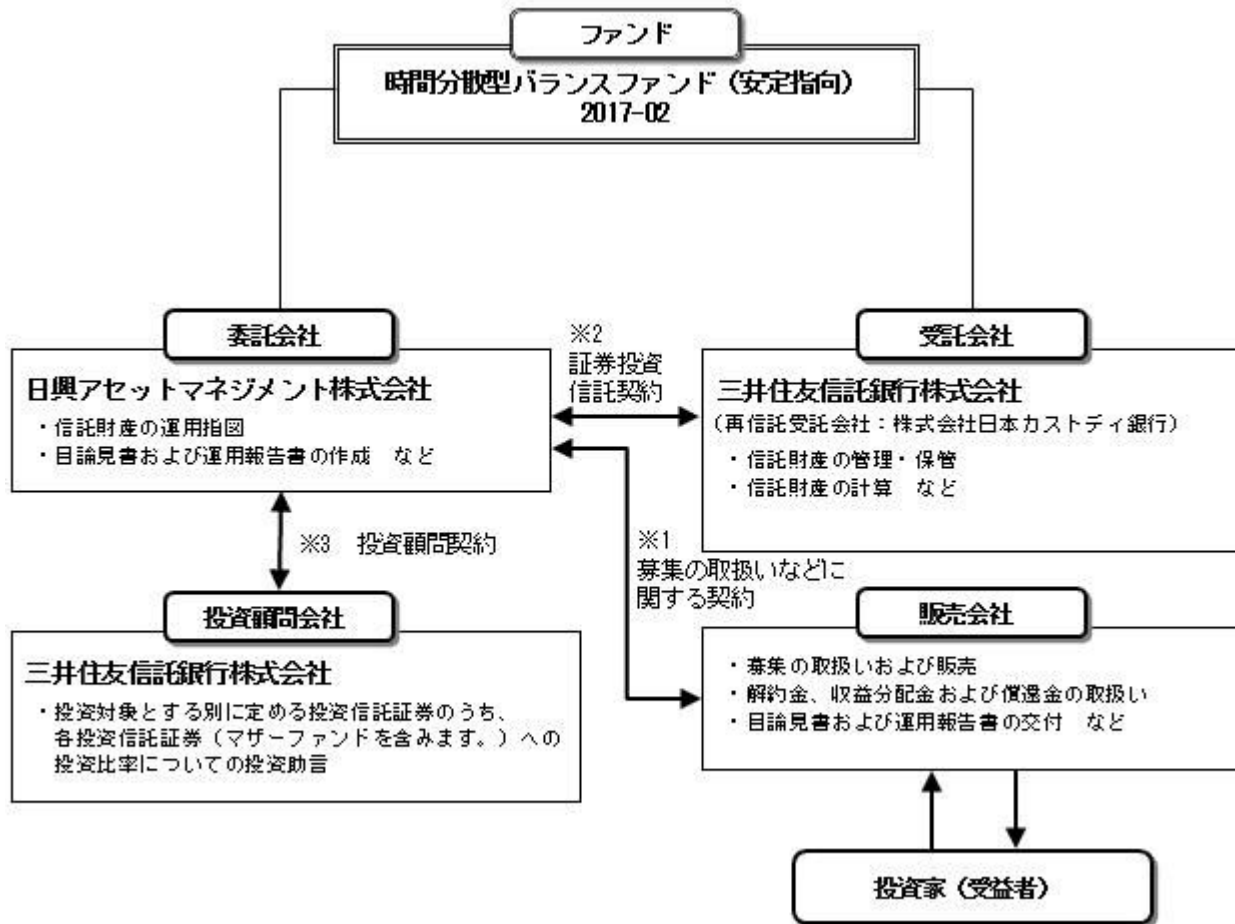 ファンド
時間分散型バランスファンド（安定指向）
2017-02
委託会社
日興アセットマネジメント株式会社
・信託財産の運用指図
・目論見書および運用報告書の作成　など
※2
証券投資
信託契約
受託会社
三井住友信託銀行株式会社
（再信託受託会社：株式会社日本カストディ銀行）
・信託財産の管理・保管
・信託財産の計算　など
※3　投資顧問契約
※1
募集の取扱いなどに
関する契約
投資顧問会社
三井住友信託銀行株式会社
・投資対象とする別に定める投資信託証券のうち、
各投資信託証券（マザーファンドを含みます。）への
投資比率についての投資助言
販売会社
・募集の取扱いおよび販売
・解約金、収益分配金および償還金の取扱い
・目論見書および運用報告書の交付　など
投資家（受益者）